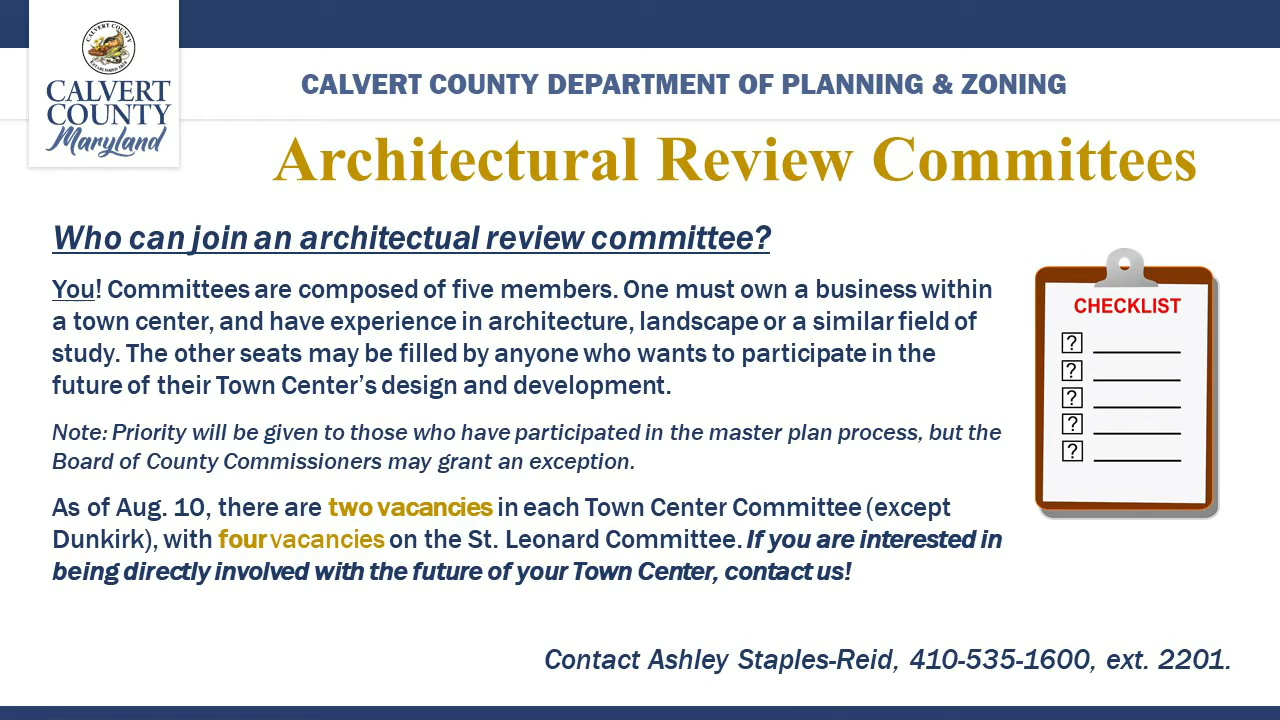 CALVERT COUNTY
ESTABLISHED 1654
CALVERT
COUNTY
Maryland
CALVERT COUNTY DEPARTMENT OF PLANNING & ZONING
Architectural Review Committees
Who can join an architectual review committee?
You! Committees are composed of five members. One must own a business within
a town center, and have experience in architecture, landscape or a similar field of
study. The other seats may be filled by anyone who wants to participate in the
future of their Town Center’s design and development.
Note: Priority will be given to those who have participated in the master plan process, but the
Board of County Commissioners may grant an exception.
As of Aug. 10, there are two vacancies in each Town Center Committee (except
Dunkirk), with four vacancies on the St. Leonard Committee. If you are interested in
being directly involved with the future of your Town Center, contact us!
CHECKLIST
?
?
?
?
?
Contact Ashley Staples-Reid, 410-535-1600, ext. 2201.